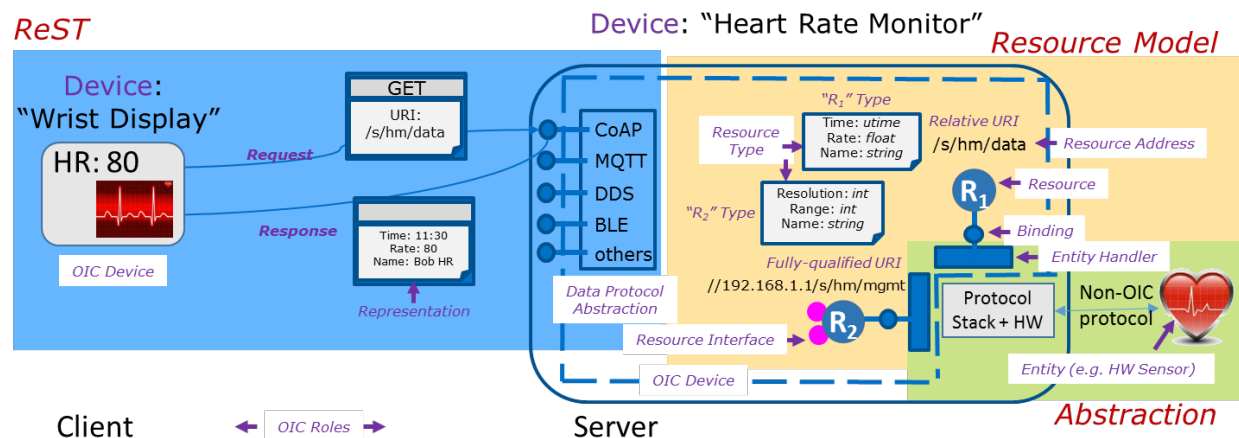 ReST
Device: “Heart Rate Monitor”
Resource Model
Device:
“Wrist Display”
HR: 80
OIC Device
GET
URI:
/s/hm/data
Request
Response
Time: 11:30
Rate: 80
Name: Bob HR
Representation
CoAP
MQTT
DDS
BLE
others
Data Protocol
Abstraction
“R1” Type
Time: utime
Rate: float
Name: string
Resource
Type
Resolution: int
Range: int
Name: string
“R2” Type
Relative URI
/s/hm/data
Resource Address
R1
Resource
Binding
Entity Handler
Fully-qualified URI
//192.168.1.1/s/hm/mgmt
R2
Resource Interface
OIC Device
Protocol
Stack + HW
Non-OIC
protocol
Entity (e.g. HW Sensor)
Abstraction
Client
OIC Roles
Server